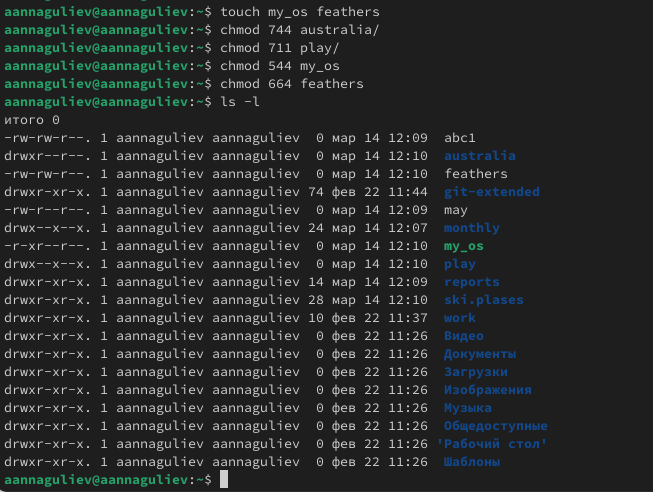 aannaguliev@aannaguliev:~$ touch my_os feathers
aannaguliev@aannaguliev:~$ chmod 744 australia/
aannaguliev@aannaguliev:~$ chmod 711 play/
aannaguliev@aannaguliev:~$ chmod 544 my_os
aannaguliev@aannaguliev:~$ chmod 664 feathers
aannaguliev@aannaguliev:~$ ls -l
итого 0
-rw-rw-r--. 1 aannaguliev aannaguliev  0 мар 14 12:09  abc1
drwxr--r--. 1 aannaguliev aannaguliev  0 мар 14 12:10  australia
-rw-rw-r--. 1 aannaguliev aannaguliev  0 мар 14 12:10  feathers
drwxr-xr-x. 1 aannaguliev aannaguliev 74 фев 22 11:44  git-extended
-rw-r--r--. 1 aannaguliev aannaguliev  0 мар 14 12:09  may
drwx--x--x. 1 aannaguliev aannaguliev 24 мар 14 12:07  monthly
-r-xr--r--. 1 aannaguliev aannaguliev  0 мар 14 12:10  my_os
drwx--x--x. 1 aannaguliev aannaguliev  0 мар 14 12:10  play
drwxr-xr-x. 1 aannaguliev aannaguliev 14 мар 14 12:09  reports
drwxr-xr-x. 1 aannaguliev aannaguliev 28 мар 14 12:10  ski.plases
drwxr-xr-x. 1 aannaguliev aannaguliev 10 фев 22 11:37  work
drwxr-xr-x. 1 aannaguliev aannaguliev  0 фев 22 11:26  Видео
drwxr-xr-x. 1 aannaguliev aannaguliev  0 фев 22 11:26  Документы
drwxr-xr-x. 1 aannaguliev aannaguliev  0 фев 22 11:26  Загрузки
drwxr-xr-x. 1 aannaguliev aannaguliev  0 фев 22 11:26  Изображения
drwxr-xr-x. 1 aannaguliev aannaguliev  0 фев 22 11:26  Музыка
drwxr-xr-x. 1 aannaguliev aannaguliev  0 фев 22 11:26  Общедоступные
drwxr-xr-x. 1 aannaguliev aannaguliev  0 фев 22 11:26 'Рабочий стол'
drwxr-xr-x. 1 aannaguliev aannaguliev  0 фев 22 11:26  Шаблоны
aannaguliev@aannaguliev:~$